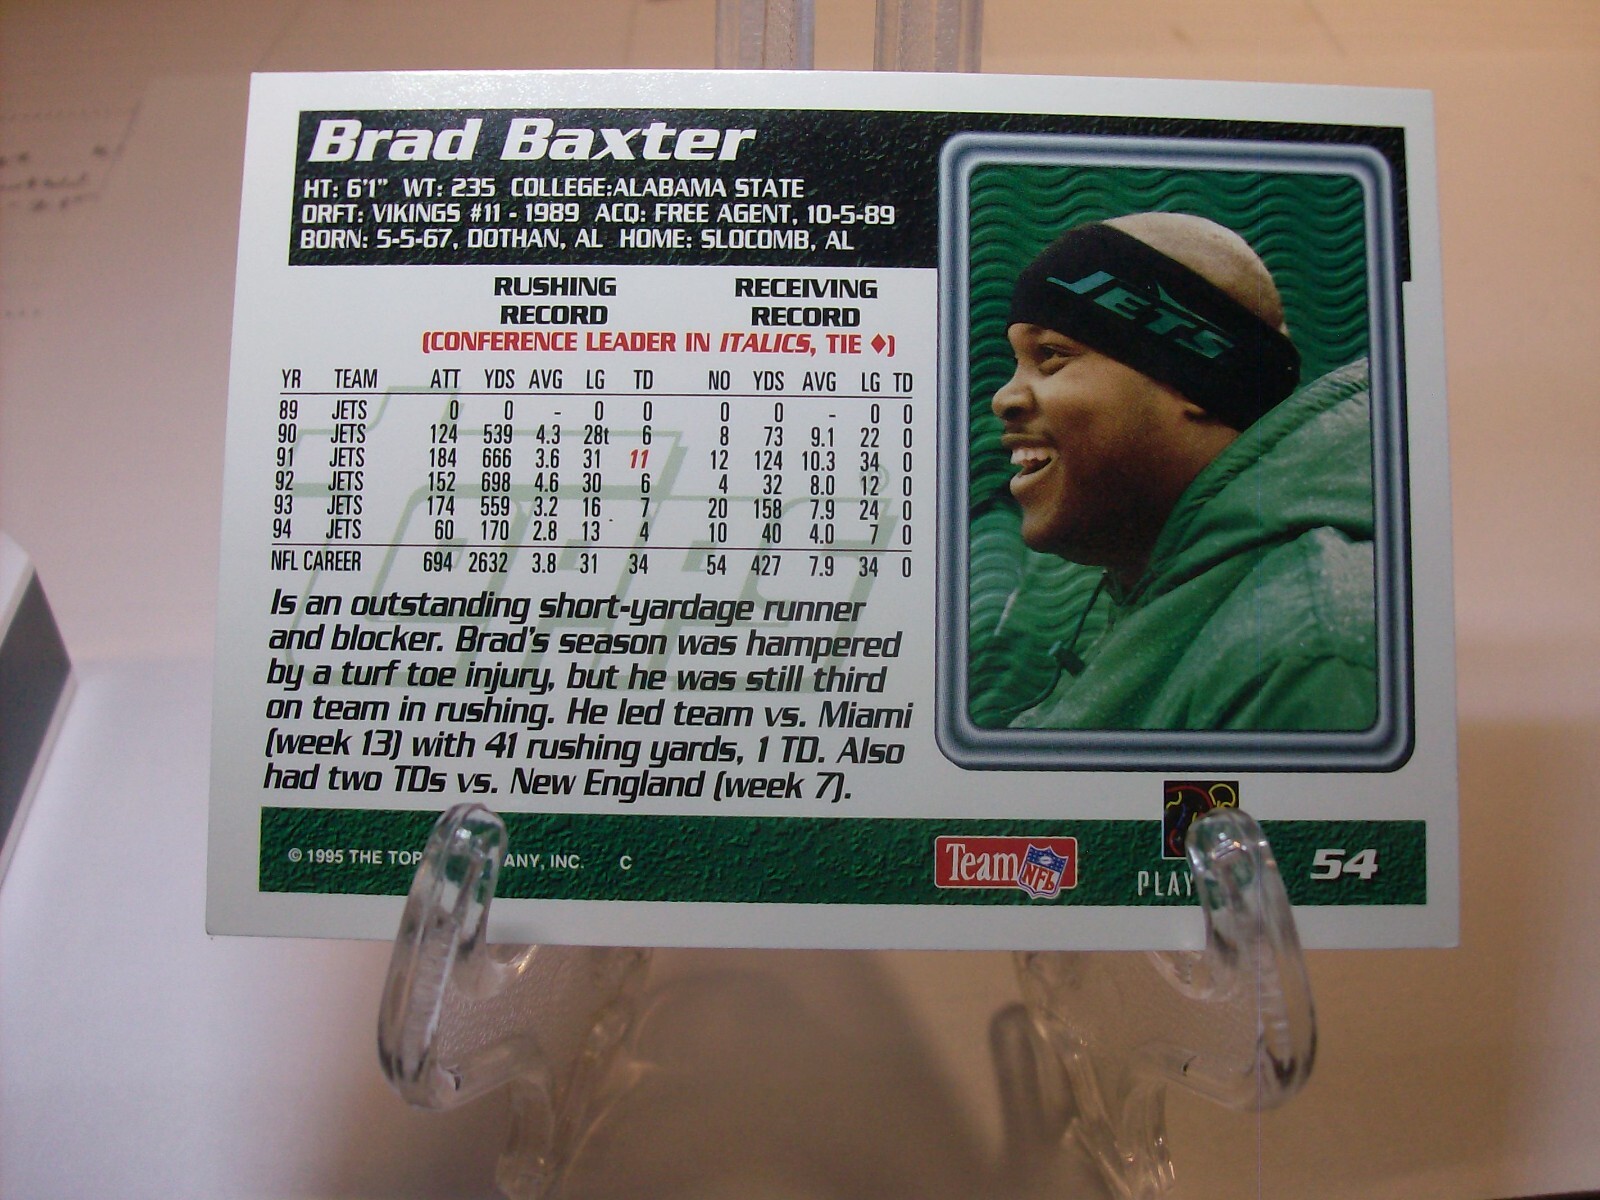 Brad Baxter
HT: 6'1" WT: 235 COLLEGE:ALABAMA STATE
DRFT: VIKINGS #11 - 1989 ACQ: FREE AGENT, 10-5-89
BORN: 5-5-67, DOTHAN, AL HOME: SLOCOMB, AL
JETS
RUSHING RECEIVING
RECORD RECORD
(CONFERENCE LEADER IN ITALICS, TIE ♦)
YR TEAM ATT YDS AVG LG TD NO YDS AVG LG TD
89 JETS 0 0 - 0 0 0 0 - 0 0
90 JETS 124 539 4.3 28t 6 8 73 9.1 22 0
91 JETS 184 666 3.6 31 11 12 124 10.3 34 0
92 JETS 152 698 4.6 30 6 4 32 8.0 12 0
93 JETS 174 559 3.2 16 7 20 158 7.9 24 0
94 JETS 60 170 2.8 13 4 10 40 4.0 7 0
NFL CAREER 694 2632 3.8 31 34 54 427 7.9 34 0
Topps ®
Is an outstanding short-yardage runner
and blocker. Brad's season was hampered
by a turf toe injury, but he was still third
on team in rushing. He led team vs. Miami
(week 13) with 41 rushing yards, 1 TD. Also
had two TDs vs. New England (week 7).
© 1995 THE TOP ANY, INC. C
Team NFL
PLAY
54